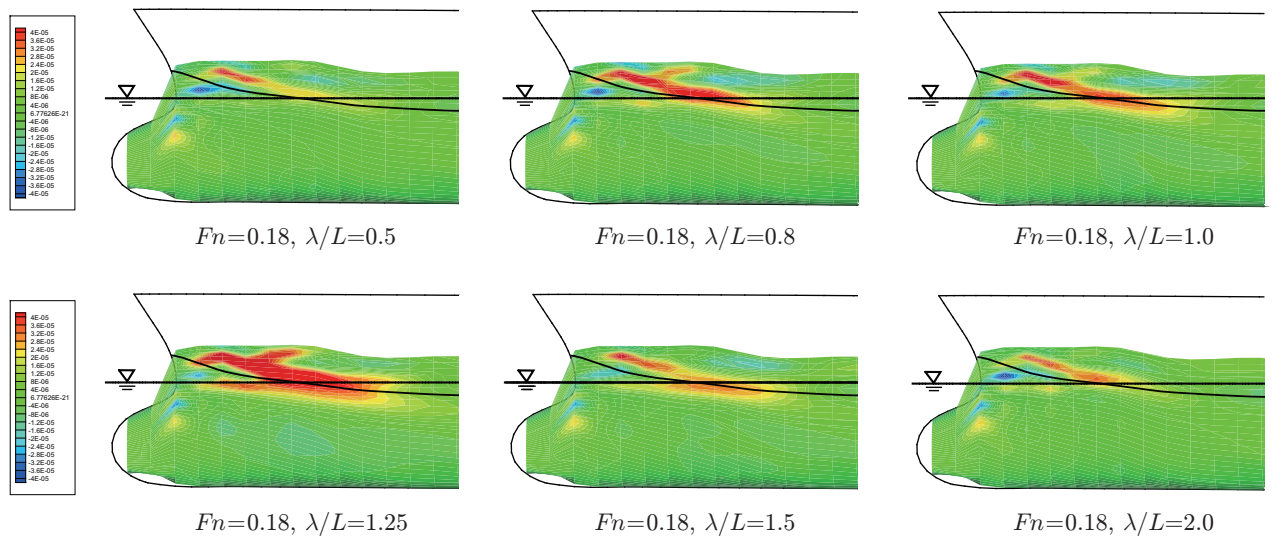 4E-05
3.6E-05
3.2E-05
2.8E-05
2.4E-05
2E-05
1.6E-05
1.2E-05
8E-06
4E-06
6.77626E-21
-4E-06
-8E-06
-1.2E-05
-1.6E-05
-2E-05
-2.4E-05
-2.8E-05
-3.2E-05
-3.6E-05
-4E-05
Fn=0.18, λ/L=0.5
Fn=0.18, λ/L=0.8
Fn=0.18, λ/L=1.0
4E-05
3.6E-05
3.2E-05
2.8E-05
2.4E-05
2E-05
1.6E-05
1.2E-05
8E-06
4E-06
6.77626E-21
-4E-06
-8E-06
-1.2E-05
-1.6E-05
-2E-05
-2.4E-05
-2.8E-05
-3.2E-05
-3.6E-05
-4E-05
Fn=0.18, λ/L=1.25
Fn=0.18, λ/L=1.5
Fn=0.18, λ/L=2.0